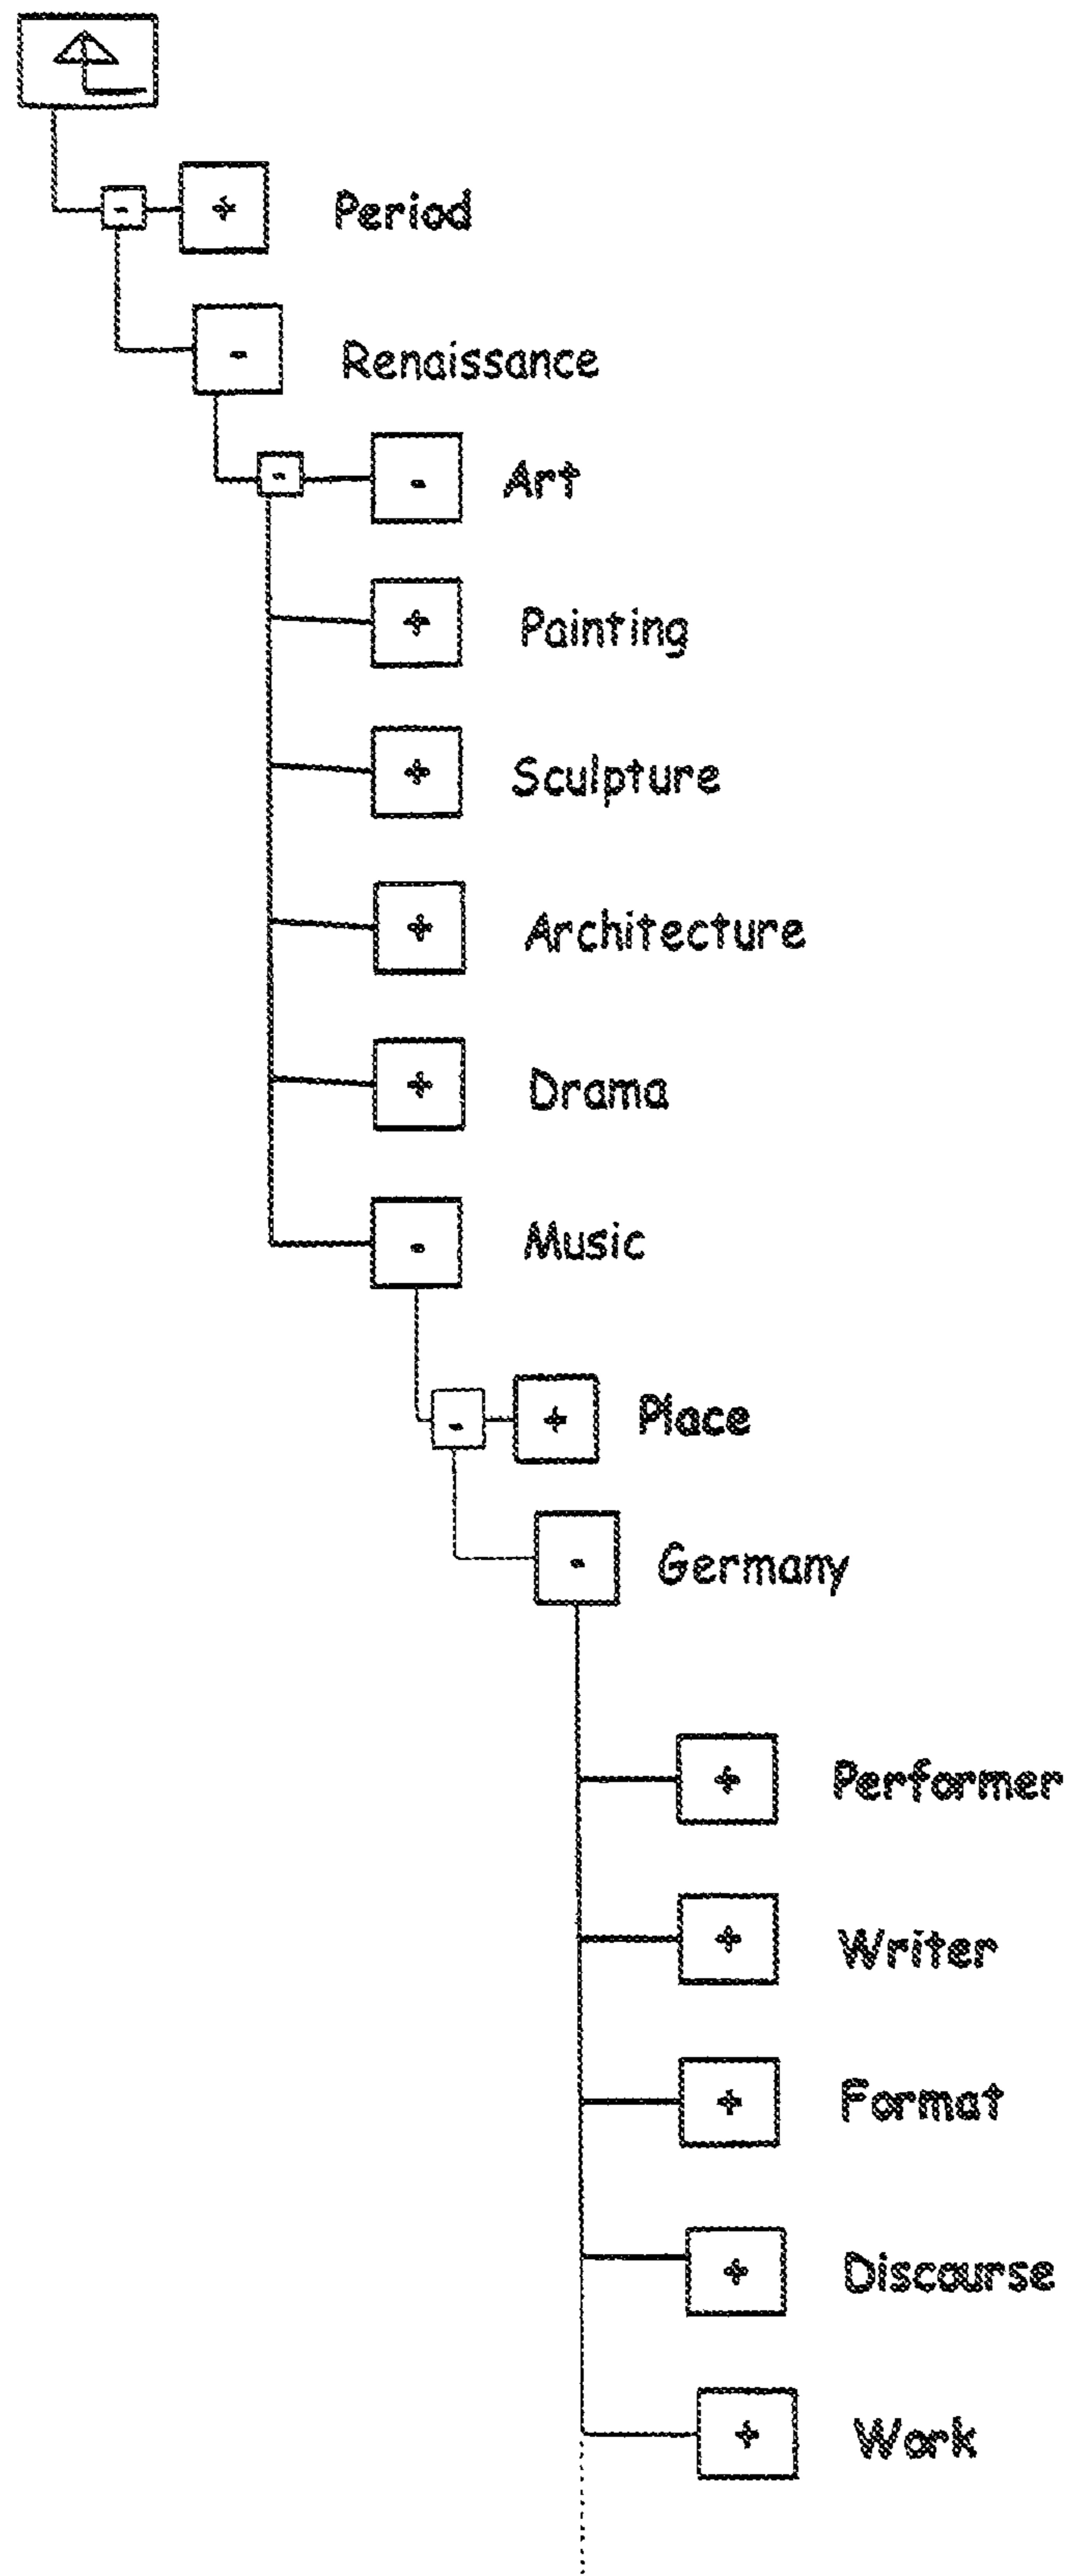 + Period
- Renaissance
- Art
+ Painting
+ Sculpture
+ Architecture
+ Drama
- Music
+ Place
- Germany
+ Performer
+ Writer
+ Format
+ Discourse
+ Work